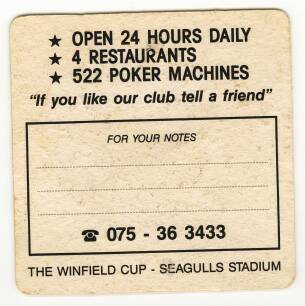 ★ OPEN 24 HOURS DAILY
★ 4 RESTAURANTS
★ 522 POKER MACHINES
"If you like our club tell a friend"
FOR YOUR NOTES
☎ 075 - 36 3433
THE WINFIELD CUP - SEAGULLS STADIUM